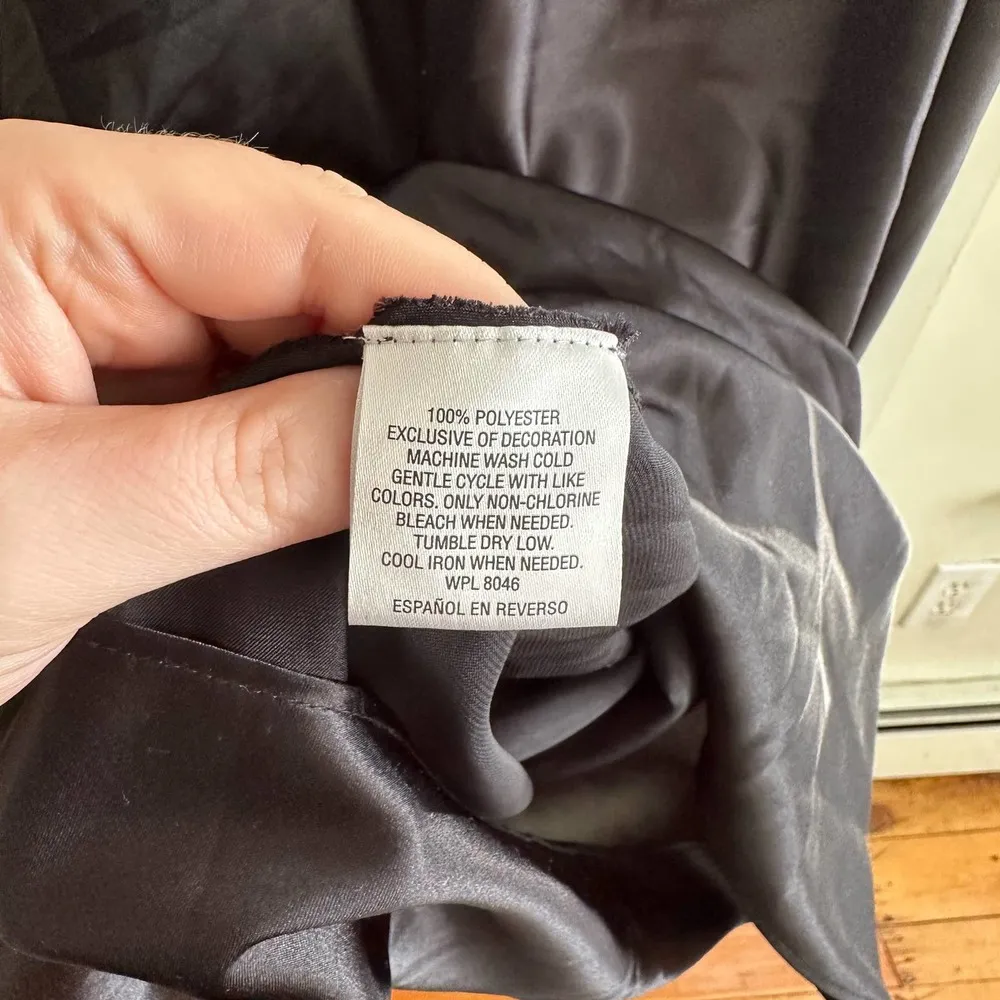 100% POLYESTER
EXCLUSIVE OF DECORATION
MACHINE WASH COLD
GENTLE CYCLE WITH LIKE
COLORS. ONLY NON-CHLORINE
BLEACH WHEN NEEDED.
TUMBLE DRY LOW.
COOL IRON WHEN NEEDED.
WPL 8046
ESPAÑOL EN REVERSO